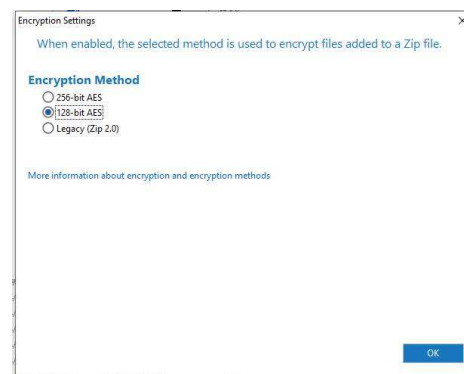 Encryption Settings
When enabled, the selected method is used to encrypt files added to a Zip file.
Encryption Method
256-bit AES
128-bit AES
Legacy (Zip 2.0)
More information about encryption and encryption methods
OK